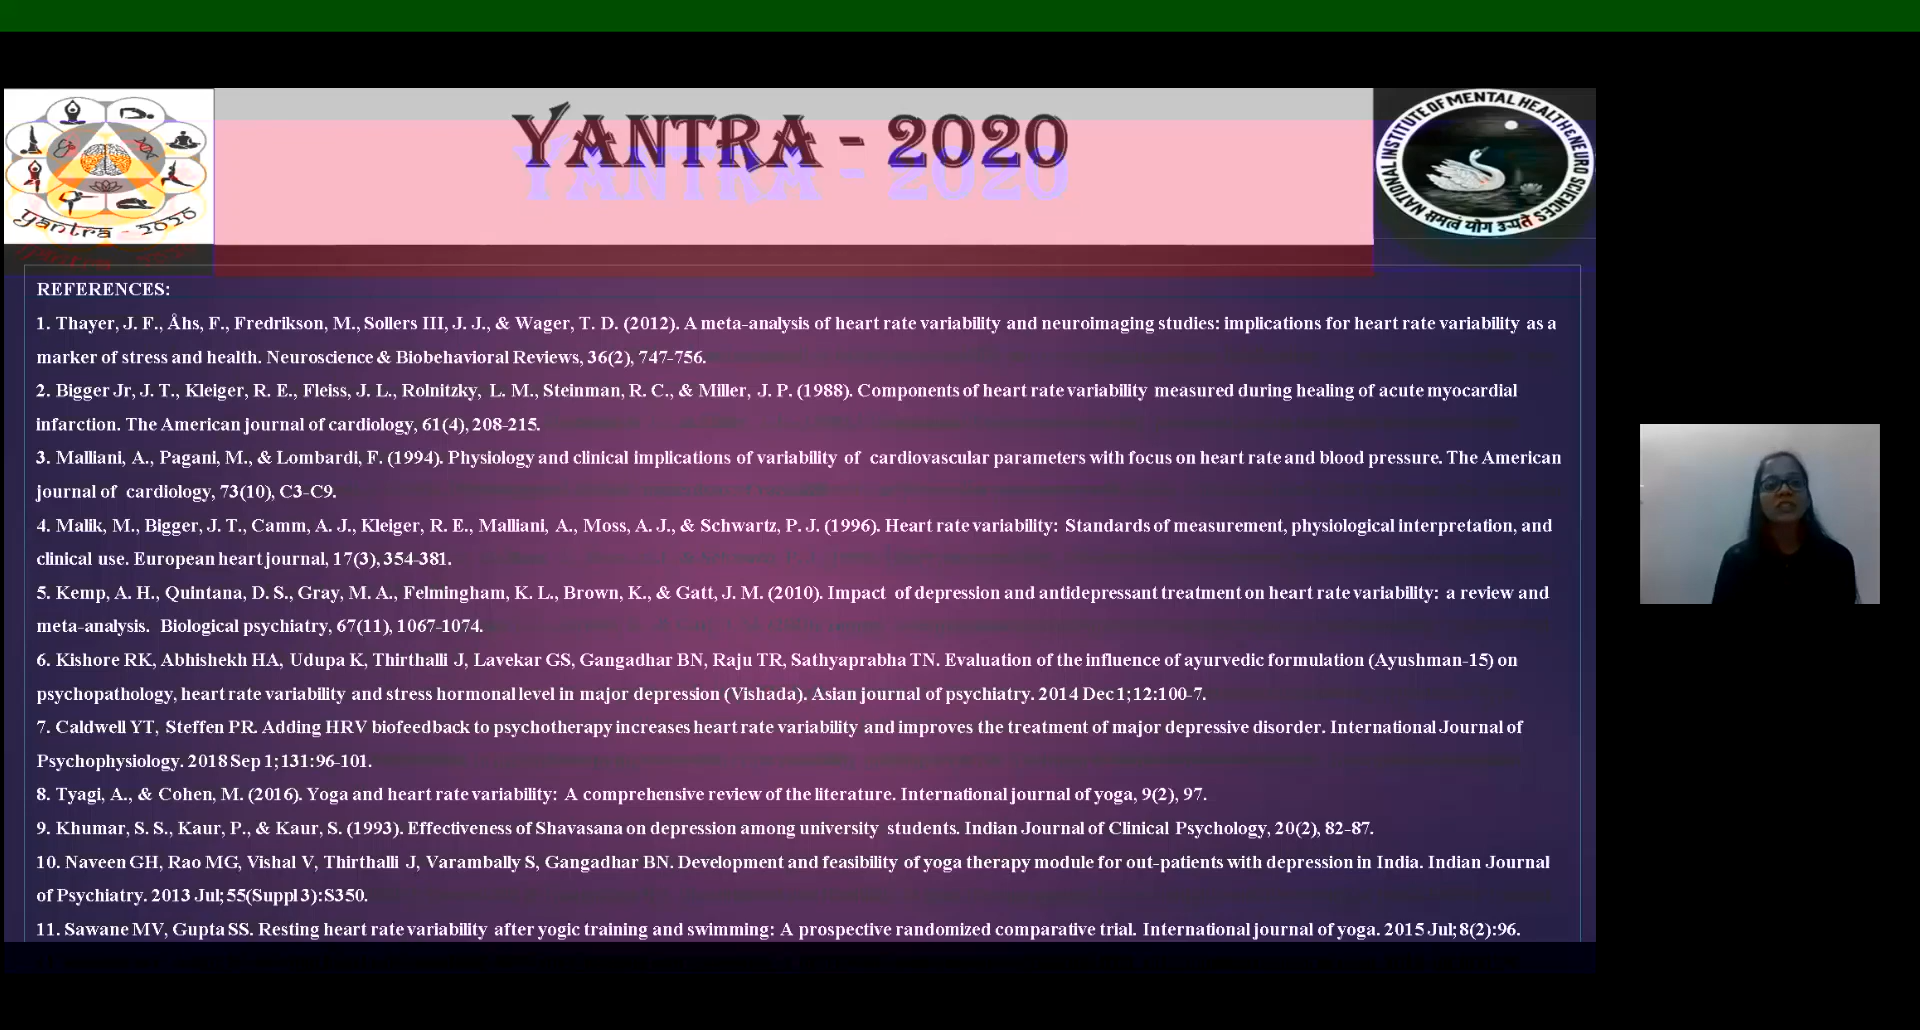 YANTRA - 2020
yantra - 2020
NATIONAL INSTITUTE OF MENTAL HEALTH & NEURO SCIENCES
समत्वं योग उच्यते
REFERENCES:
1. Thayer, J. F., Åhs, F., Fredrikson, M., Sollers III, J. J., & Wager, T. D. (2012). A meta-analysis of heart rate variability and neuroimaging studies: implications for heart rate variability as a
marker of stress and health. Neuroscience & Biobehavioral Reviews, 36(2), 747-756.
2. Bigger Jr, J. T., Kleiger, R. E., Fleiss, J. L., Rolnitzky, L. M., Steinman, R. C., & Miller, J. P. (1988). Components of heart rate variability measured during healing of acute myocardial
infarction. The American journal of cardiology, 61(4), 208-215.
3. Malliani, A., Pagani, M., & Lombardi, F. (1994). Physiology and clinical implications of variability of cardiovascular parameters with focus on heart rate and blood pressure. The American
journal of cardiology, 73(10), C3-C9.
4. Malik, M., Bigger, J. T., Camm, A. J., Kleiger, R. E., Malliani, A., Moss, A. J., & Schwartz, P. J. (1996). Heart rate variability: Standards of measurement, physiological interpretation, and
clinical use. European heart journal, 17(3), 354-381.
5. Kemp, A. H., Quintana, D. S., Gray, M. A., Felmingham, K. L., Brown, K., & Gatt, J. M. (2010). Impact of depression and antidepressant treatment on heart rate variability: a review and
meta-analysis. Biological psychiatry, 67(11), 1067-1074.
6. Kishore RK, Abhishekh HA, Udupa K, Thirthalli J, Lavekar GS, Gangadhar BN, Raju TR, Sathyaprabha TN. Evaluation of the influence of ayurvedic formulation (Ayushman-15) on
psychopathology, heart rate variability and stress hormonal level in major depression (Vishada). Asian journal of psychiatry. 2014 Dec 1;12:100-7.
7. Caldwell YT, Steffen PR. Adding HRV biofeedback to psychotherapy increases heart rate variability and improves the treatment of major depressive disorder. International Journal of
Psychophysiology. 2018 Sep 1;131:96-101.
8. Tyagi, A., & Cohen, M. (2016). Yoga and heart rate variability: A comprehensive review of the literature. International journal of yoga, 9(2), 97.
9. Khumar, S. S., Kaur, P., & Kaur, S. (1993). Effectiveness of Shavasana on depression among university students. Indian Journal of Clinical Psychology, 20(2), 82-87.
10. Naveen GH, Rao MG, Vishal V, Thirthalli J, Varambally S, Gangadhar BN. Development and feasibility of yoga therapy module for out-patients with depression in India. Indian Journal
of Psychiatry. 2013 Jul;55(Suppl 3):S350.
11. Sawane MV, Gupta SS. Resting heart rate variability after yogic training and swimming: A prospective randomized comparative trial. International journal of yoga. 2015 Jul;8(2):96.